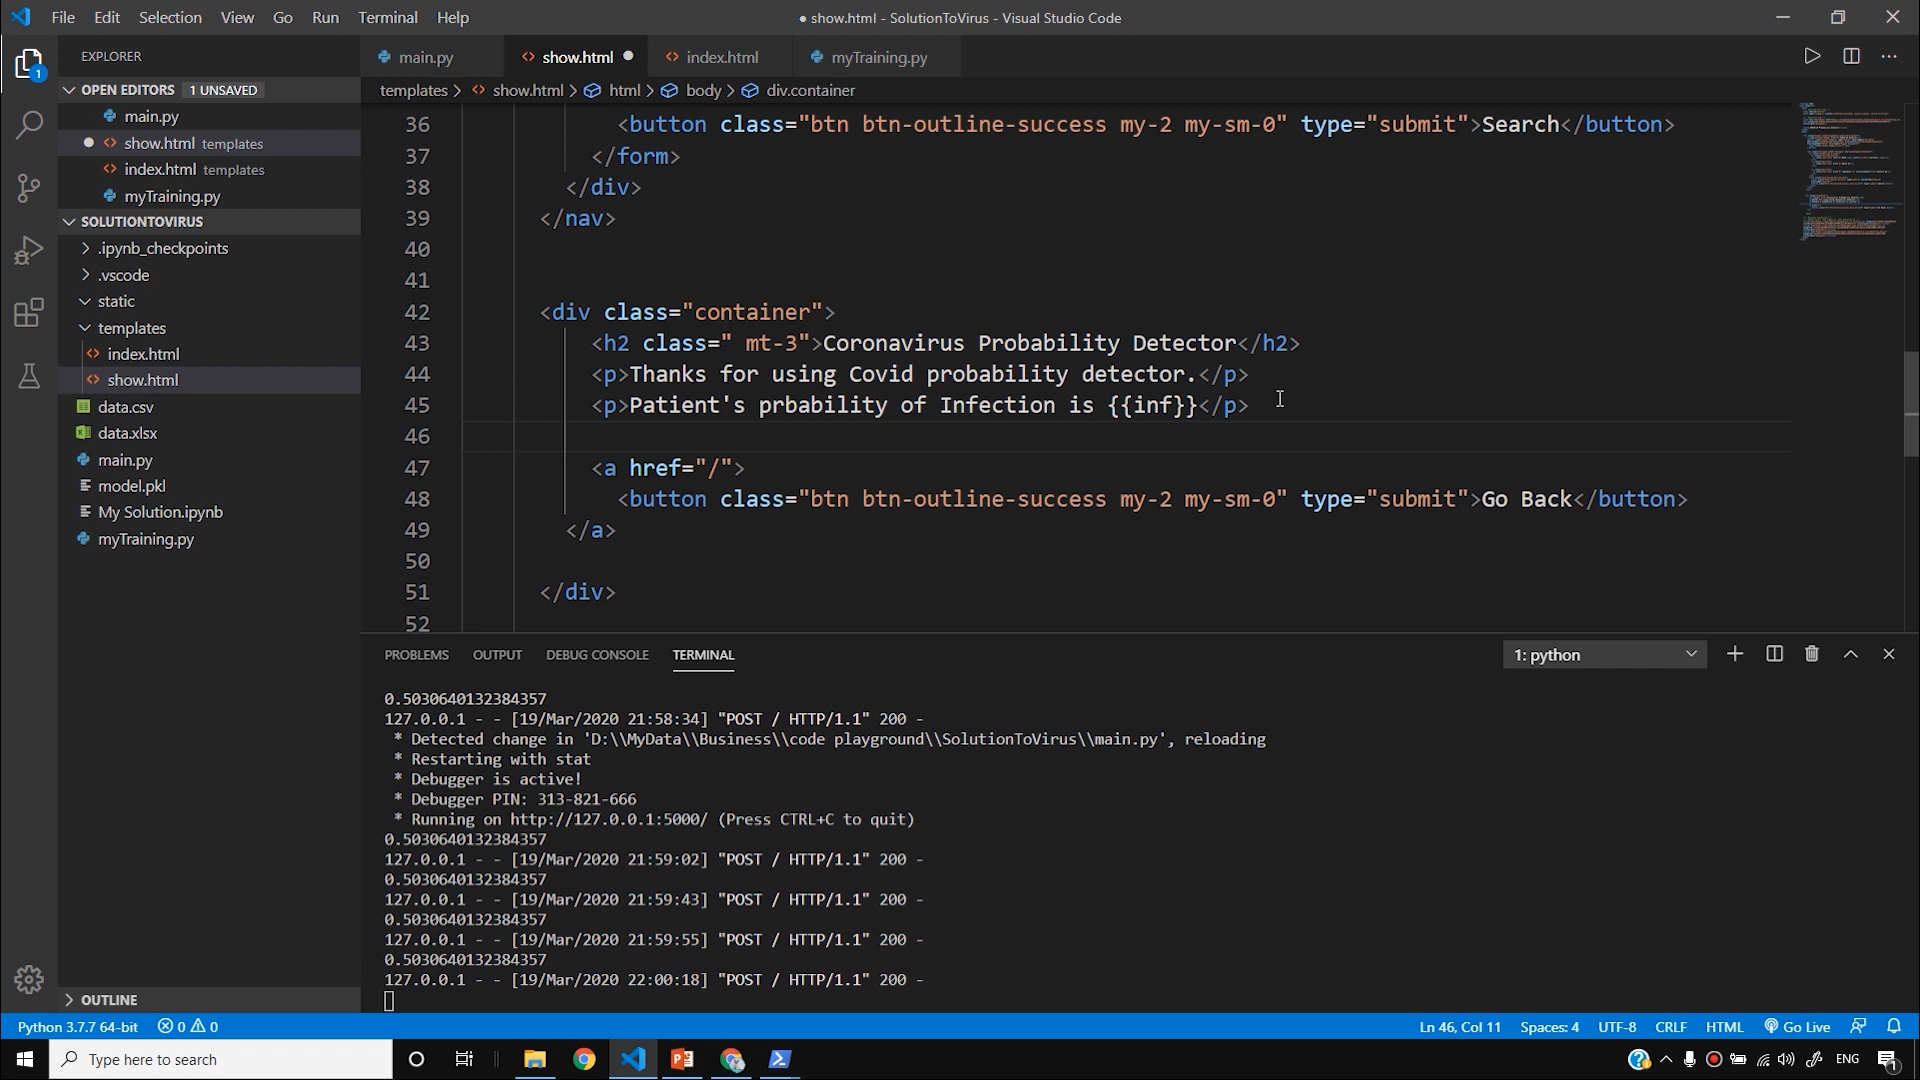 File Edit Selection View Go Run Terminal Help
● show.html - SolutionToVirus - Visual Studio Code
EXPLORER
main.py show.html index.html myTraining.py
OPEN EDITORS 1 UNSAVED
templates > show.html > html > body > div.container
main.py
show.html templates
index.html templates
myTraining.py
SOLUTIONTOVIRUS
.ipynb_checkpoints
.vscode
static
templates
index.html
show.html
data.csv
data.xlsx
main.py
model.pkl
My Solution.ipynb
myTraining.py
OUTLINE
36 <button class="btn btn-outline-success my-2 my-sm-0" type="submit">Search</button>
37 </form>
38 </div>
39 </nav>
40
41
42 <div class="container">
43 <h2 class=" mt-3">Coronavirus Probability Detector</h2>
44 <p>Thanks for using Covid probability detector.</p>
45 <p>Patient's prbability of Infection is {{inf}}</p>
46
47 <a href="/">
48 <button class="btn btn-outline-success my-2 my-sm-0" type="submit">Go Back</button>
49 </a>
50
51 </div>
52
PROBLEMS OUTPUT DEBUG CONSOLE TERMINAL 1: python
0.5030640132384357
127.0.0.1 - - [19/Mar/2020 21:58:34] "POST / HTTP/1.1" 200 -
* Detected change in 'D:\\MyData\\Business\\code playground\\SolutionToVirus\\main.py', reloading
* Restarting with stat
* Debugger is active!
* Debugger PIN: 313-821-666
* Running on http://127.0.0.1:5000/ (Press CTRL+C to quit)
0.5030640132384357
127.0.0.1 - - [19/Mar/2020 21:59:02] "POST / HTTP/1.1" 200 -
0.5030640132384357
127.0.0.1 - - [19/Mar/2020 21:59:43] "POST / HTTP/1.1" 200 -
0.5030640132384357
127.0.0.1 - - [19/Mar/2020 21:59:55] "POST / HTTP/1.1" 200 -
0.5030640132384357
127.0.0.1 - - [19/Mar/2020 22:00:18] "POST / HTTP/1.1" 200 -
Python 3.7.7 64-bit 0 0 Ln 46, Col 11 Spaces: 4 UTF-8 CRLF HTML Go Live
Type here to search ENG 1